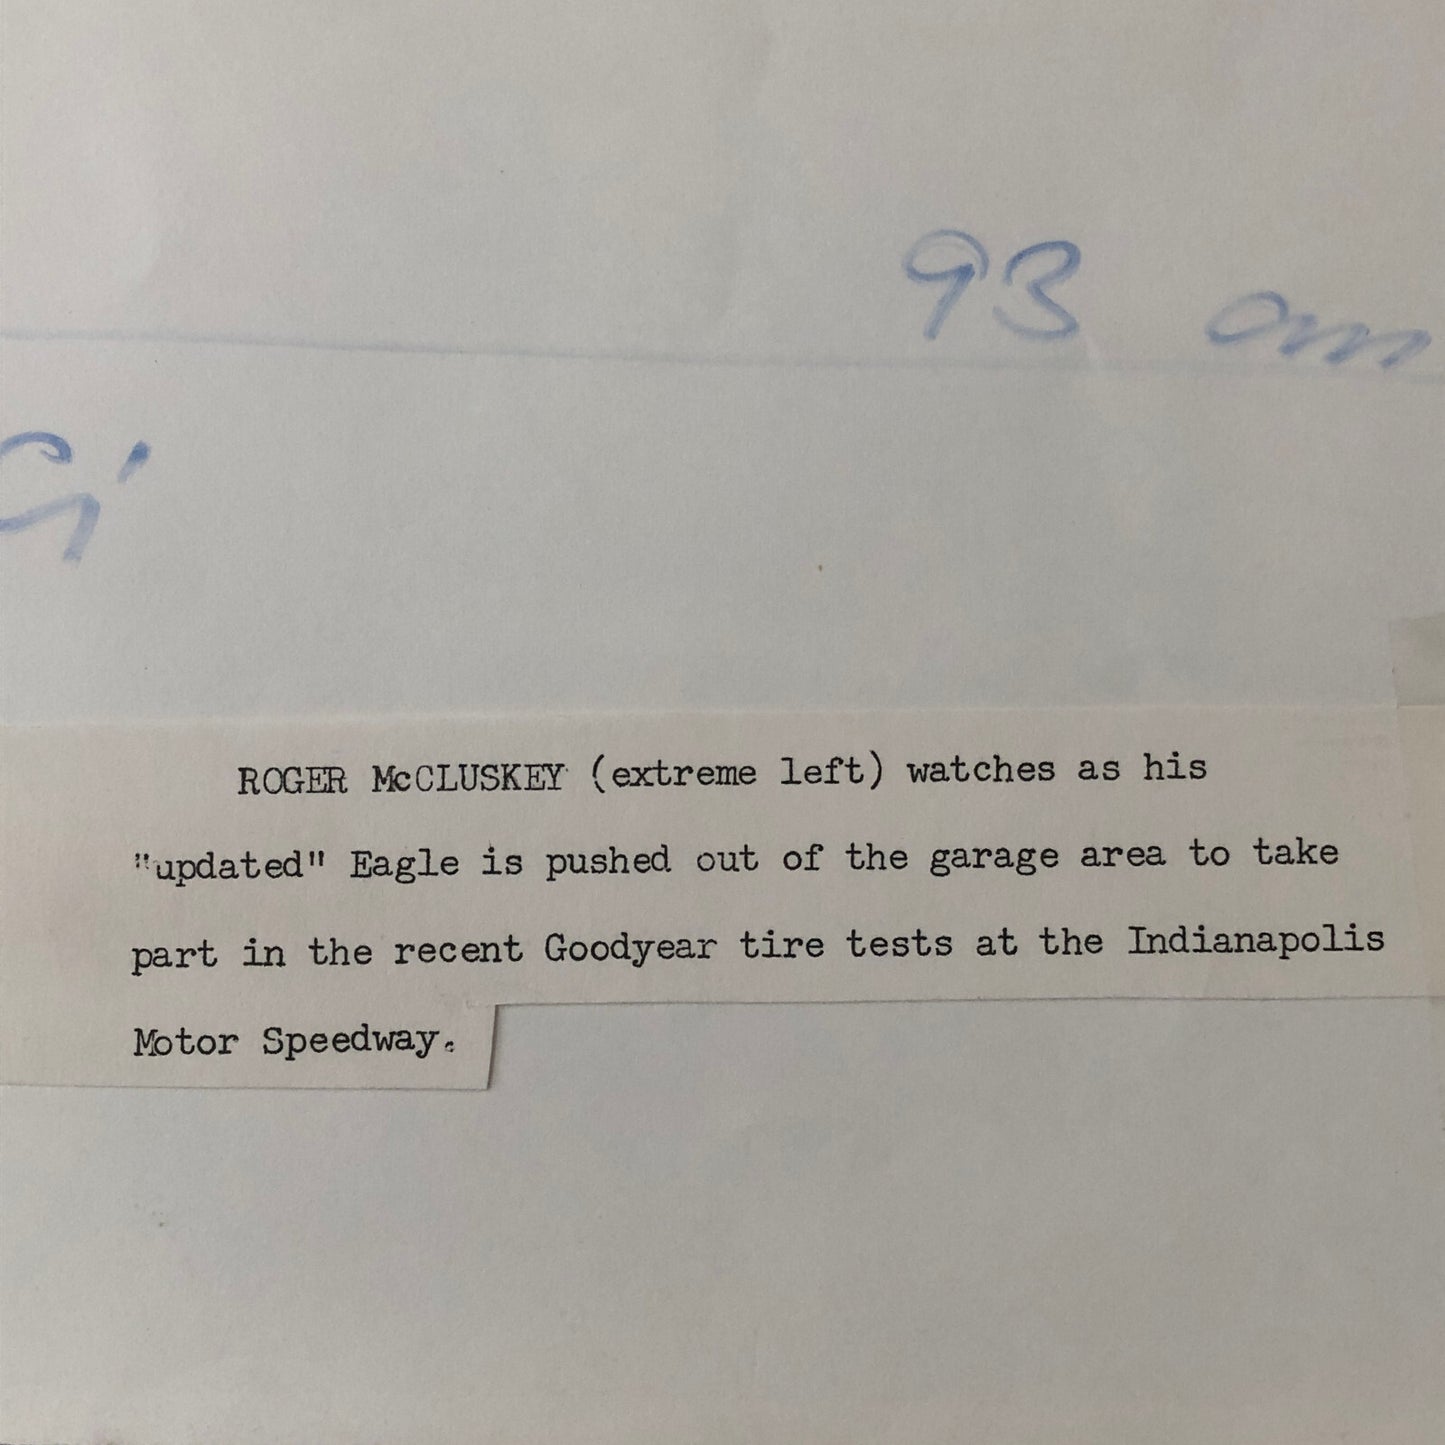 93
ROGER McCLUSKEY (extreme left) watches as his
"updated" Eagle is pushed out of the garage area to take
part in the recent Goodyear tire tests at the Indianapolis
Motor Speedway.